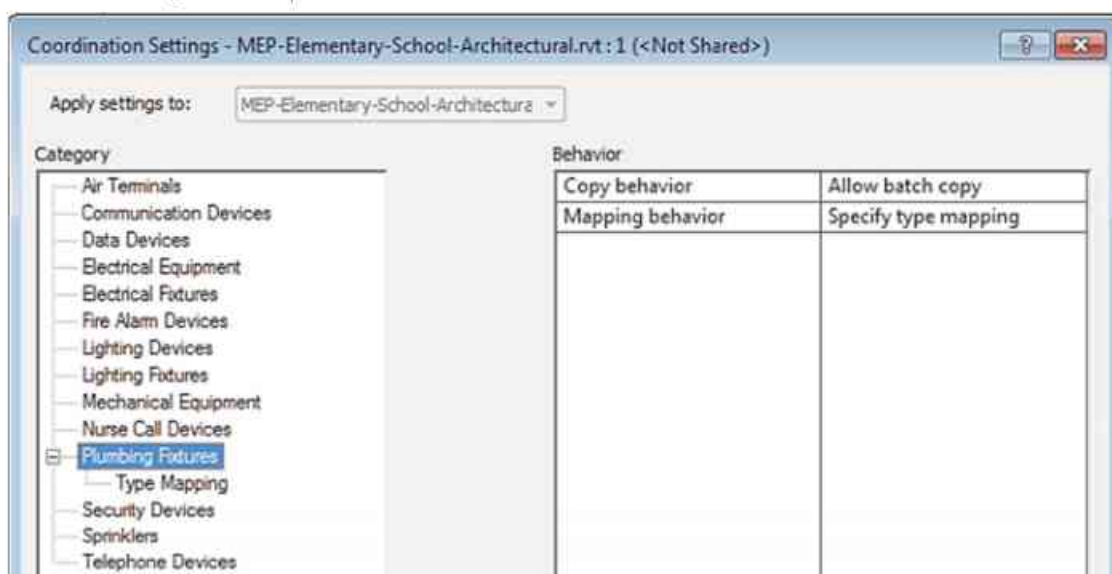 Coordination Settings - MEP-Elementary-School-Architectural.rvt : 1 (<Not Shared>)
Apply settings to: MEP-Elementary-School-Architectura
Category
Air Terminals
Communication Devices
Data Devices
Electrical Equipment
Electrical Fixtures
Fire Alarm Devices
Lighting Devices
Lighting Fixtures
Mechanical Equipment
Nurse Call Devices
Plumbing Fixtures
Type Mapping
Security Devices
Sprinklers
Telephone Devices
Behavior
Copy behavior Allow batch copy
Mapping behavior Specify type mapping